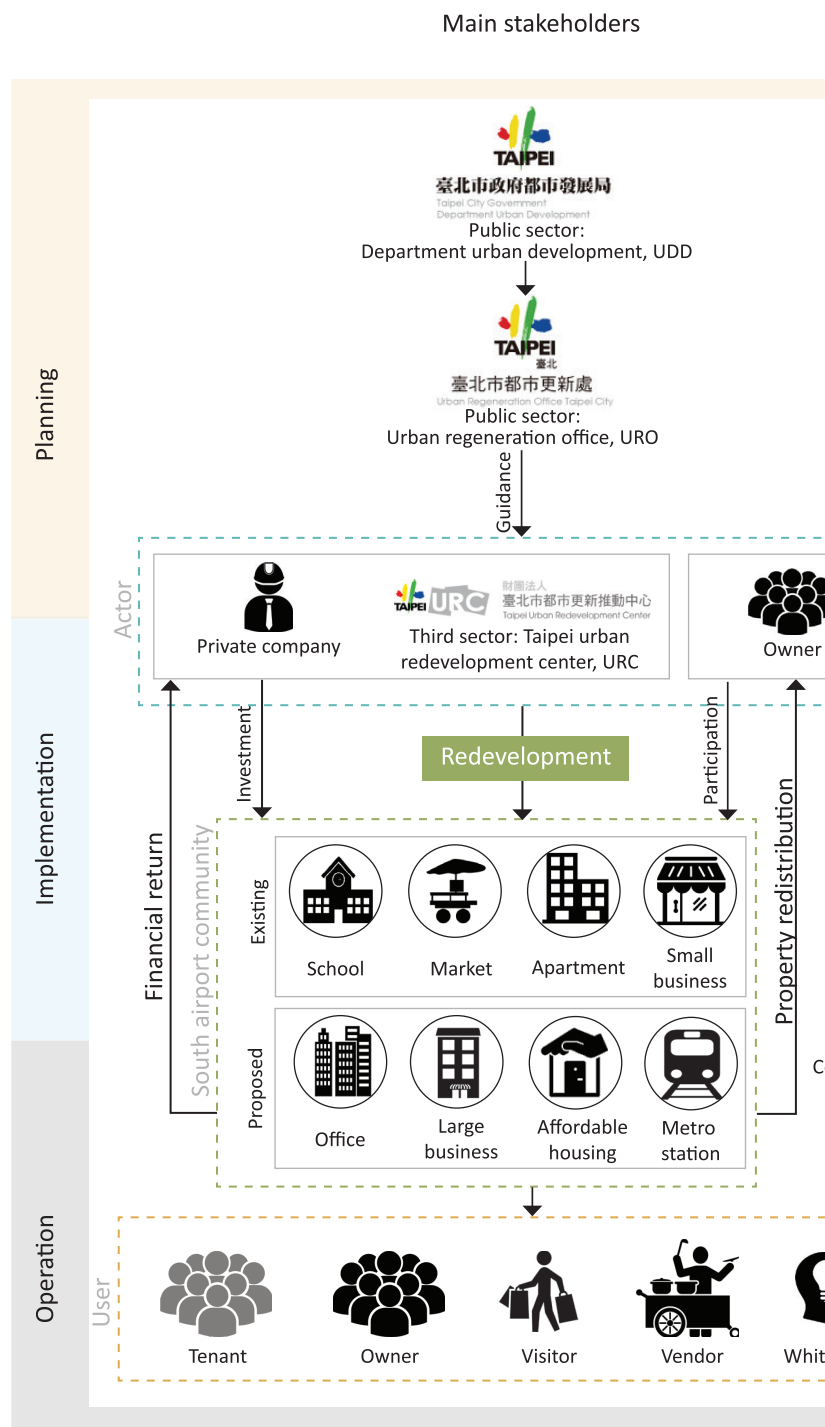 Main stakeholders
TAIPEI
臺北市政府都市發展局
Taipei City Government
Department Urban Development
Public sector:
Department urban development, UDD
TAIPEI
臺北
臺北市都市更新處
Urban Regeneration Office Taipei City
Public sector:
Urban regeneration office, URO
Planning
Guidance
Actor
Private company
TAIPEI URC
財團法人
臺北市都市更新推動中心
Taipei Urban Redevelopment Center
Third sector: Taipei urban
redevelopment center, URC
Owner
Implementation
Investment
Redevelopment
Participation
Financial return
South airport community
Property redistribution
Existing
School
Market
Apartment
Small
business
Proposed
Office
Large
business
Affordable
housing
Metro
station
Operation
User
Tenant
Owner
Visitor
Vendor
Whit